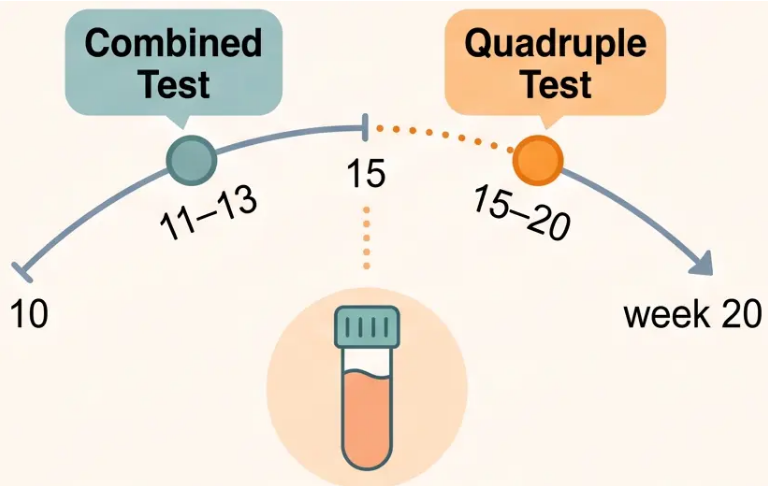 Combined
Test
Quadruple
Test
11–13
15
15–20
10
week 20